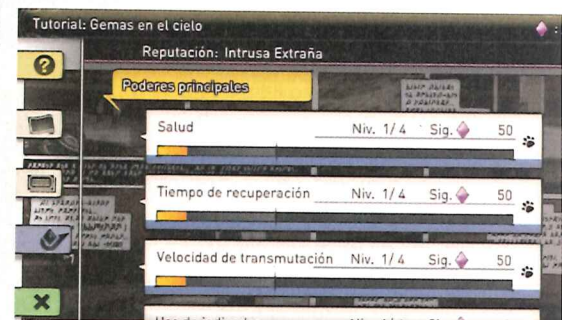 Tutorial: Gemas en el cielo
Reputación: Intrusa Extraña
Poderes principales
Salud Niv. 1/4 Sig. 50
Tiempo de recuperación Niv. 1/4 Sig. 50
Velocidad de transmutación Niv. 1/4 Sig. 50